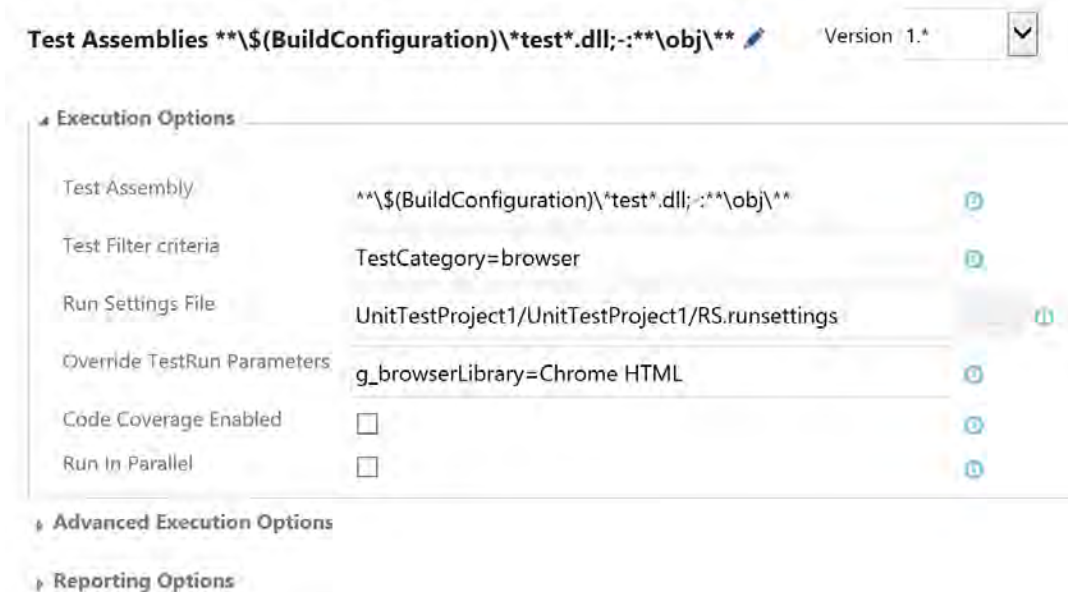 Test Assemblies **\$(BuildConfiguration)\*test*.dll;-:**\obj\** Version 1.*
Execution Options
Test Assembly **\$(BuildConfiguration)\*test*.dll;-:**\obj\**
Test Filter criteria TestCategory=browser
Run Settings File UnitTestProject1/UnitTestProject1/RS.runsettings
Override TestRun Parameters g_browserLibrary=Chrome HTML
Code Coverage Enabled
Run In Parallel
Advanced Execution Options
Reporting Options